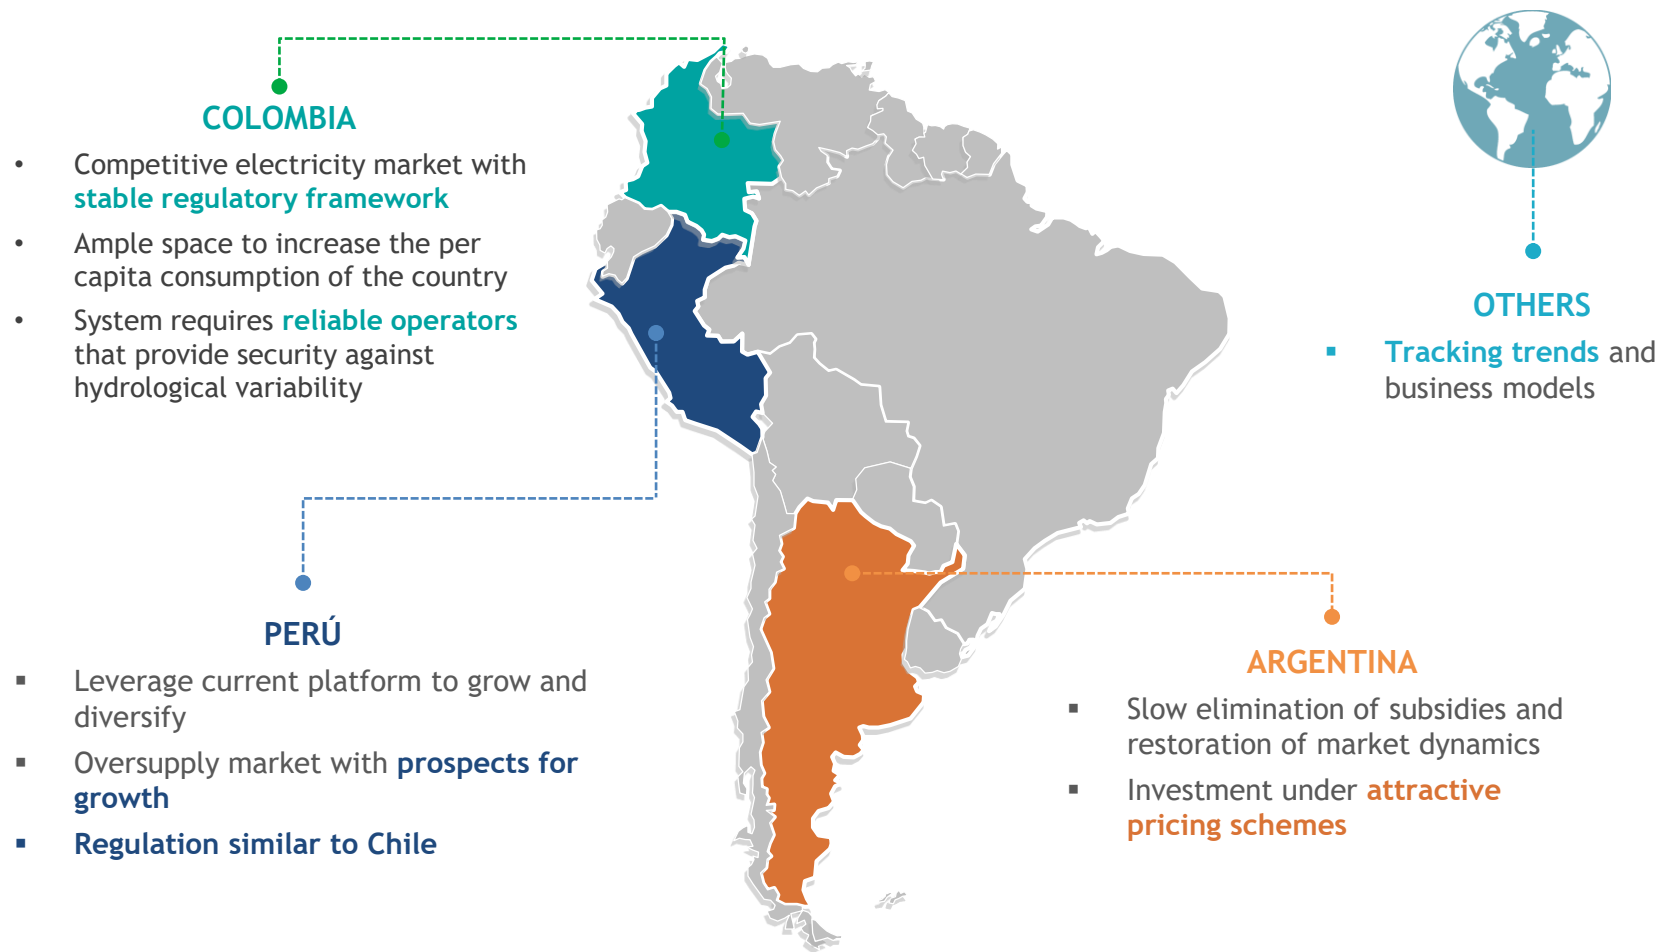 COLOMBIA
• Competitive electricity market with
stable regulatory framework
• Ample space to increase the per
capita consumption of the country
• System requires reliable operators
that provide security against
hydrological variability
OTHERS
▪ Tracking trends and
business models
PERÚ
▪ Leverage current platform to grow and
diversify
▪ Oversupply market with prospects for
growth
▪ Regulation similar to Chile
ARGENTINA
▪ Slow elimination of subsidies and
restoration of market dynamics
▪ Investment under attractive
pricing schemes